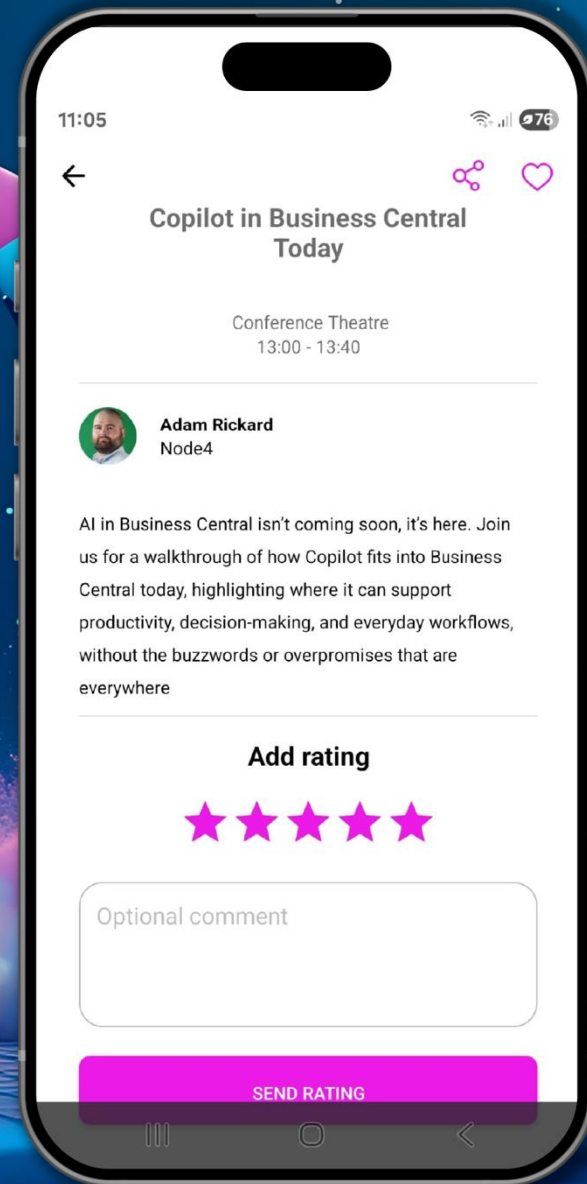 11:05
76
Copilot in Business Central
Today
Conference Theatre
13:00 - 13:40
Adam Rickard
Node4
AI in Business Central isn't coming soon, it's here. Join
us for a walkthrough of how Copilot fits into Business
Central today, highlighting where it can support
productivity, decision-making, and everyday workflows,
without the buzzwords or overpromises that are
everywhere
Add rating
Optional comment
SEND RATING